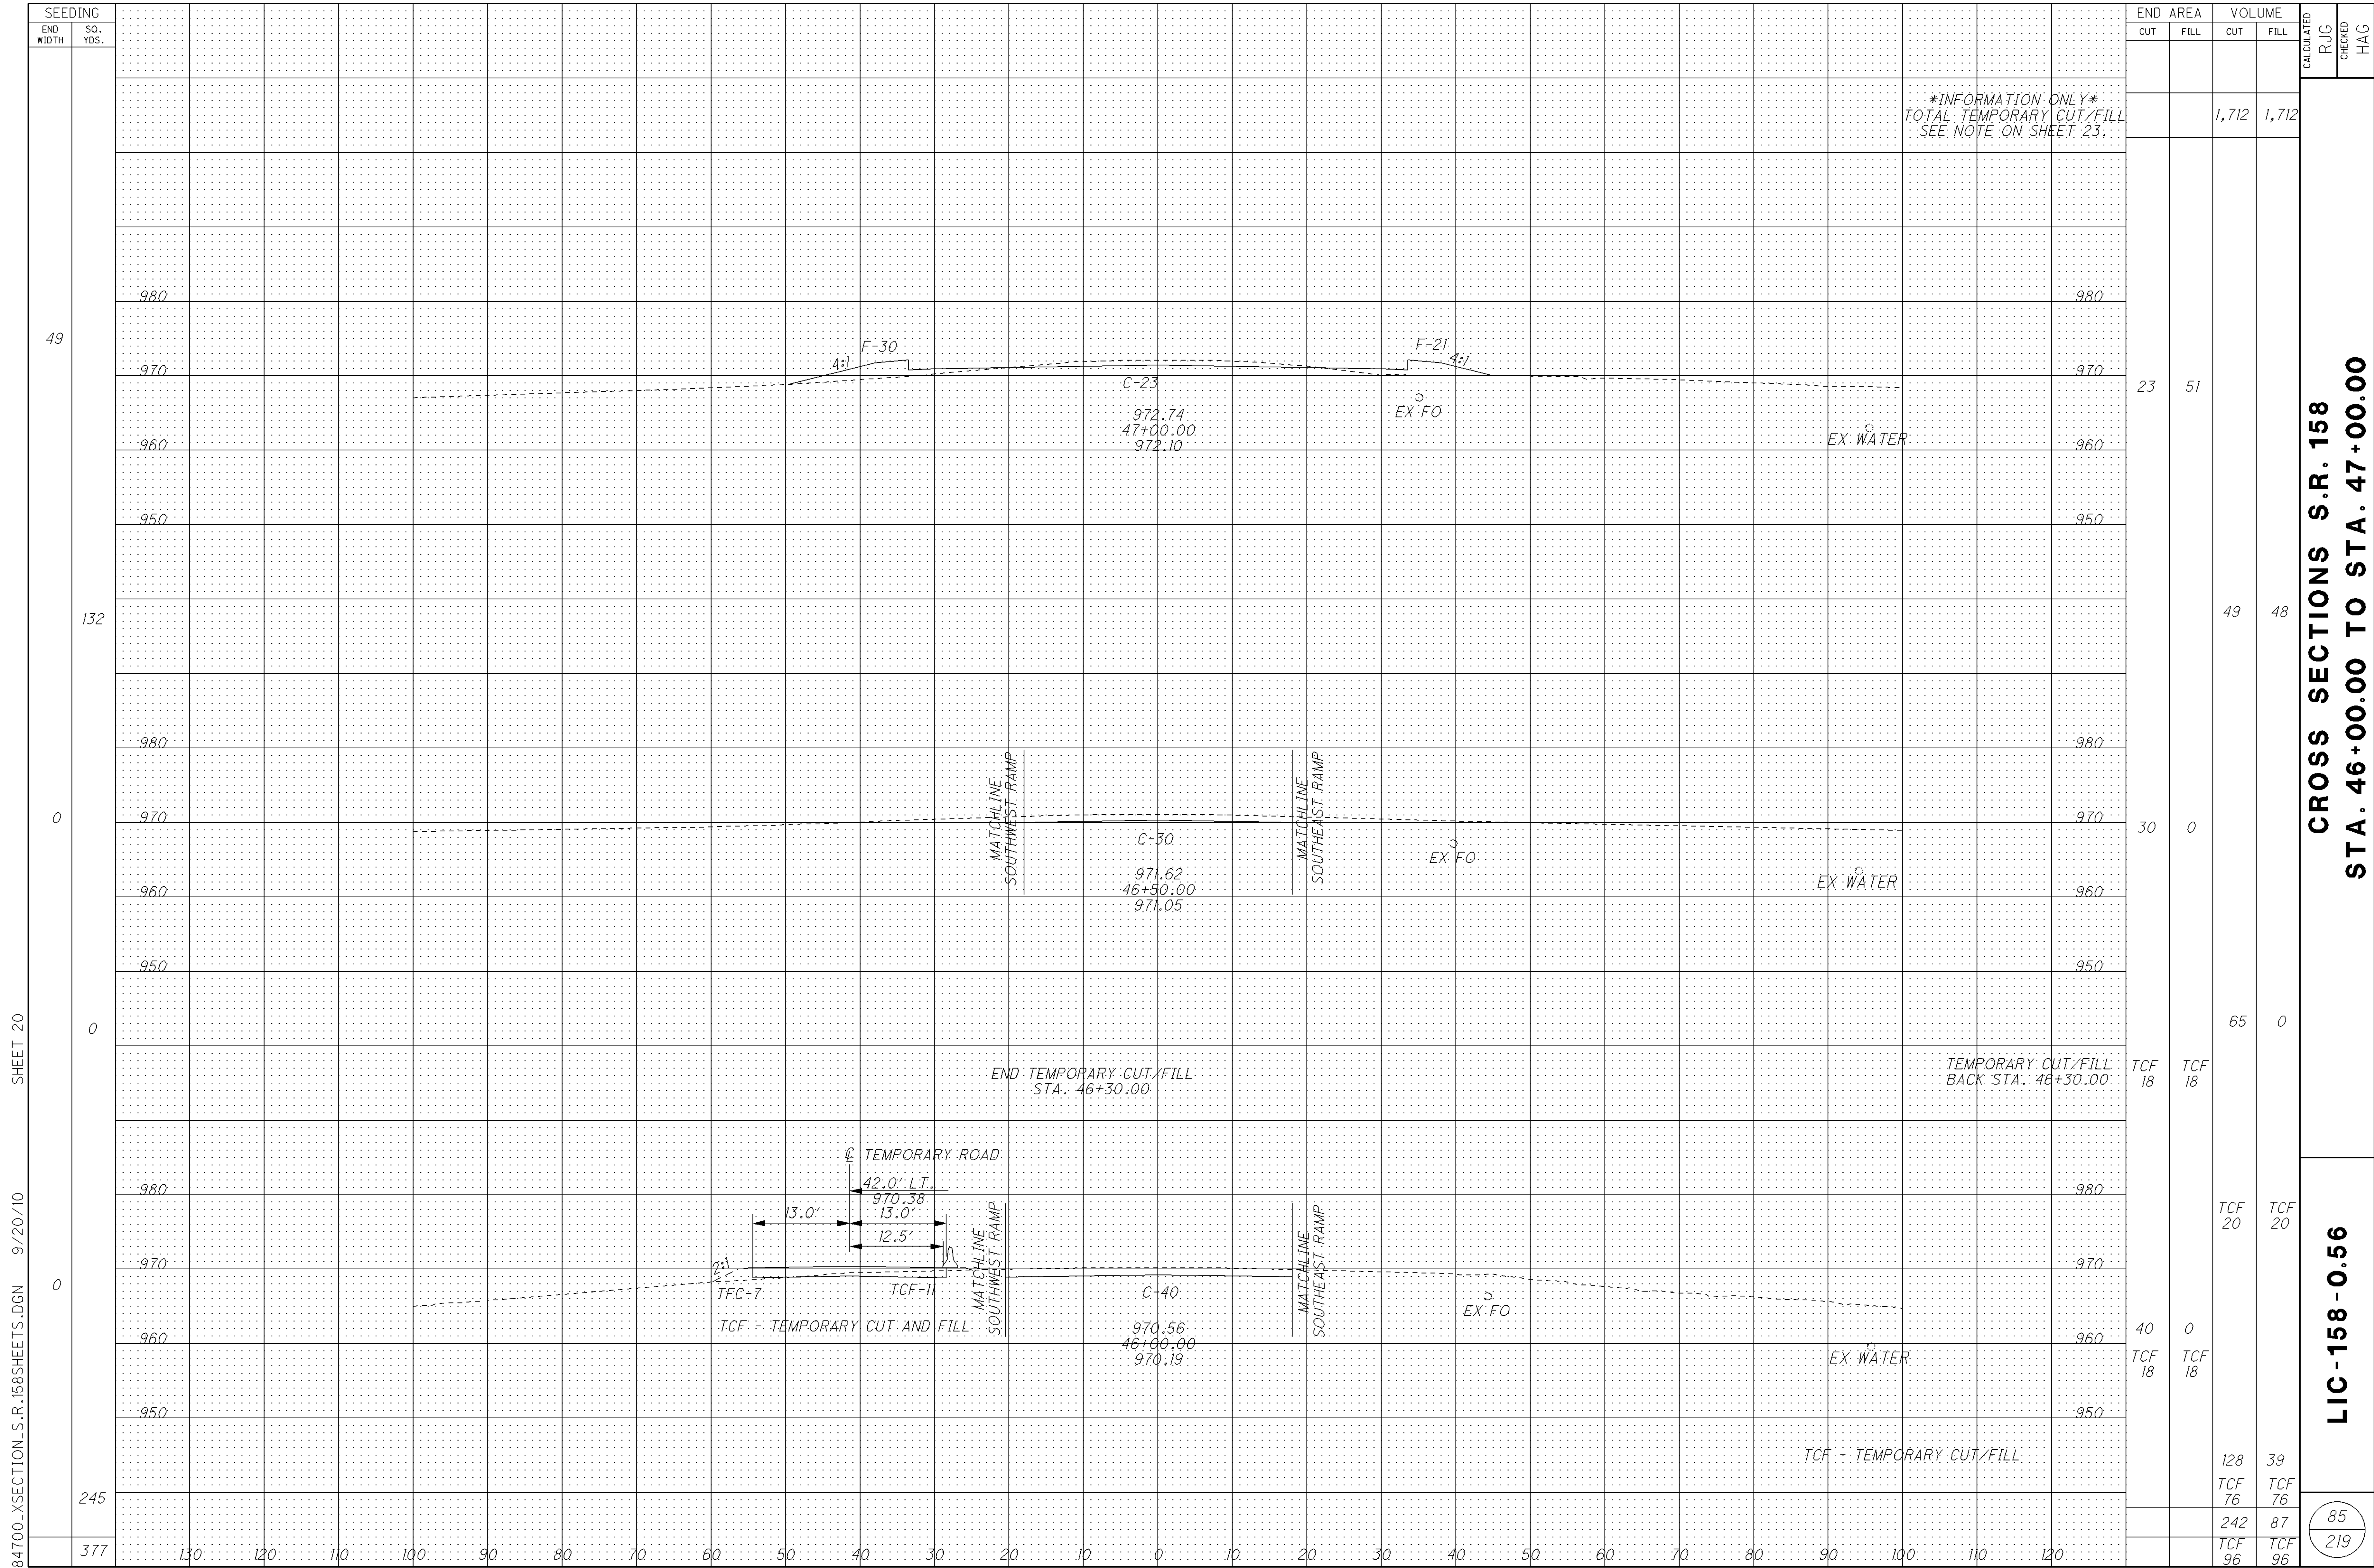 SEEDING
END WIDTH
SQ. YDS.
END AREA
VOLUME
CUT
FILL
CUT
FILL
CALCULATED
RJG
CHECKED
HAG
*INFORMATION ONLY*
TOTAL TEMPORARY CUT/FILL
SEE NOTE ON SHEET 23.
1,712
1,712
980
980
49
F-30
F-21
4:1
4:1
970
970
C-23
23
51
972.74
47+00.00
972.10
EX FO
EX WATER
960
960
950
950
132
49
48
980
980
MATCHLINE
SOUTHWEST RAMP
MATCHLINE
SOUTHEAST RAMP
0
970
970
C-30
30
0
971.62
46+50.00
971.05
EX FO
EX WATER
960
960
950
950
0
65
0
END TEMPORARY CUT/FILL
STA. 46+30.00
TEMPORARY CUT/FILL
BACK STA. 46+30.00
TCF
18
TCF
18
℄ TEMPORARY ROAD
42.0' LT.
970.38
980
980
13.0'
13.0'
12.5'
TCF
20
TCF
20
MATCHLINE
SOUTHWEST RAMP
MATCHLINE
SOUTHEAST RAMP
0
970
970
2:1
TFC-7
TCF-11
C-40
TCF - TEMPORARY CUT AND FILL
970.56
46+00.00
970.19
EX FO
EX WATER
960
960
40
0
TCF
18
TCF
18
950
950
TCF - TEMPORARY CUT/FILL
128
39
TCF
76
TCF
76
245
242
87
377
TCF
96
TCF
96
130 120 110 100 90 80 70 60 50 40 30 20 10 0 10 20 30 40 50 60 70 80 90 100 110 120
CROSS SECTIONS S.R. 158
STA. 46+00.00 TO STA. 47+00.00
LIC-158-0.56
85
219
84700_XSECTION_S.R.158SHEETS.DGN 9/20/10 SHEET 20